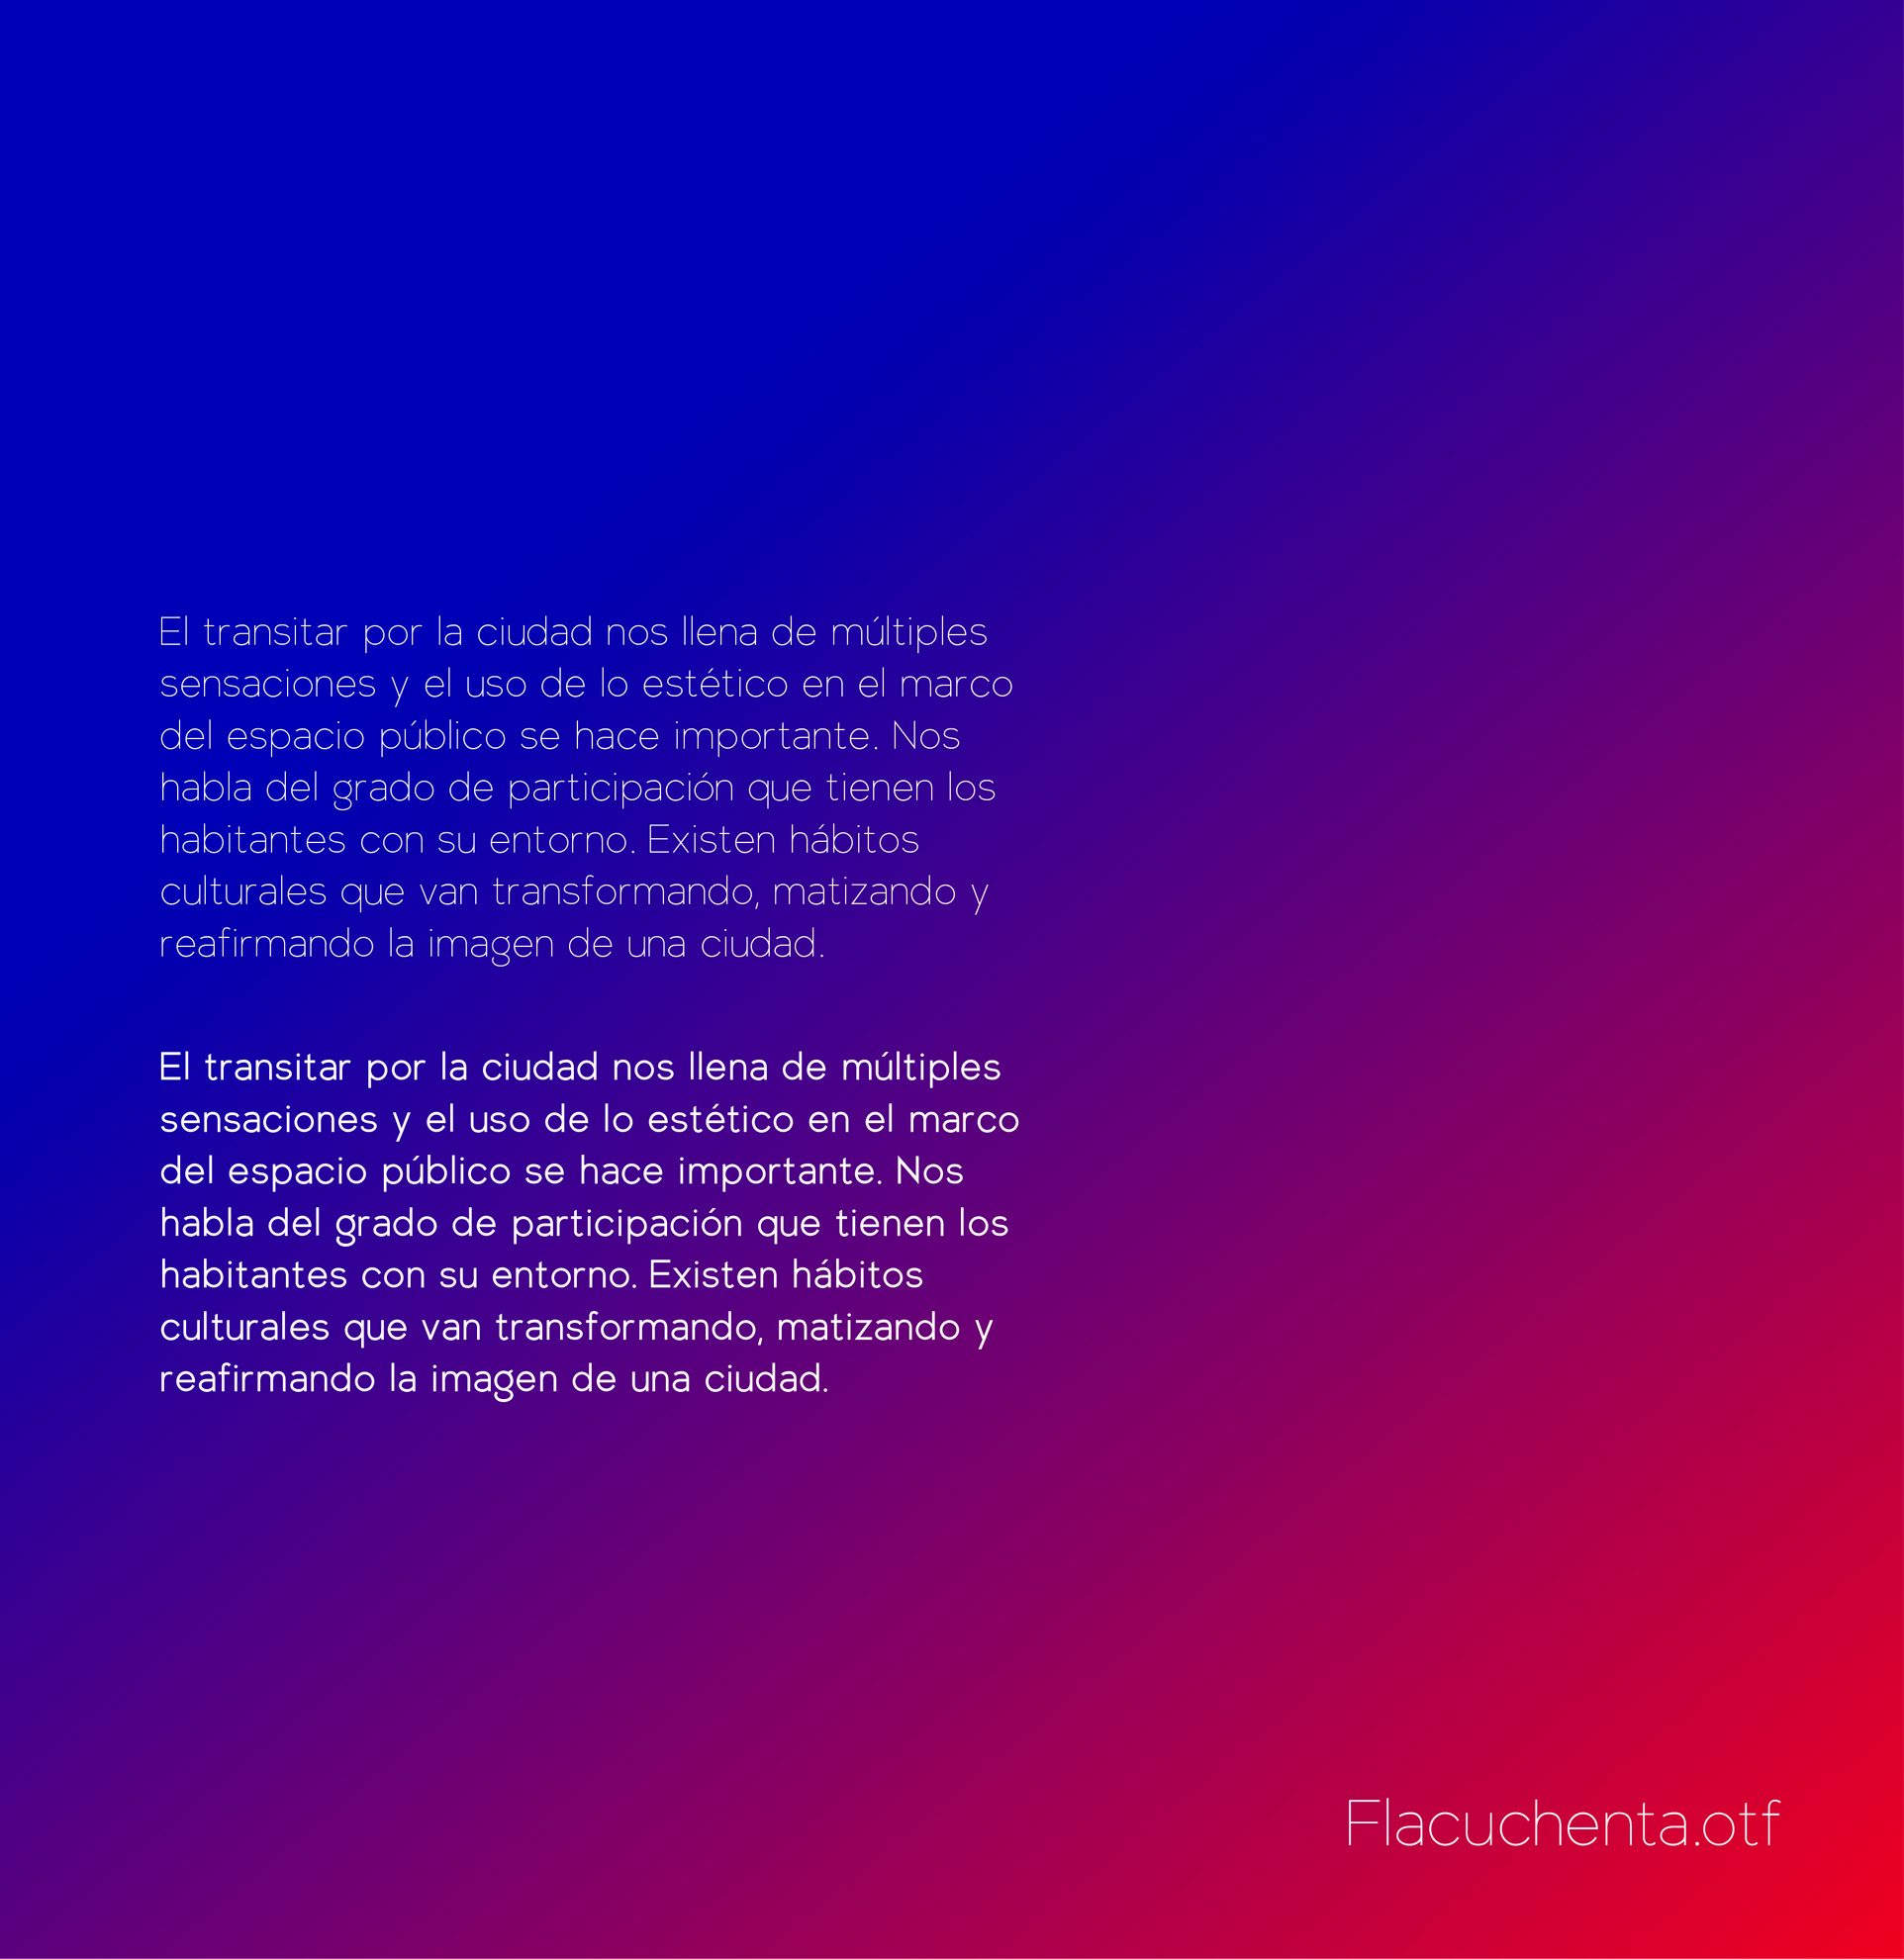 El transitar por la ciudad nos llena de múltiples
sensaciones y el uso de lo estético en el marco
del espacio público se hace importante. Nos
habla del grado de participación que tienen los
habitantes con su entorno. Existen hábitos
culturales que van transformando, matizando y
reafirmando la imagen de una ciudad.
El transitar por la ciudad nos llena de múltiples
sensaciones y el uso de lo estético en el marco
del espacio público se hace importante. Nos
habla del grado de participación que tienen los
habitantes con su entorno. Existen hábitos
culturales que van transformando, matizando y
reafirmando la imagen de una ciudad.
Flacuchenta.otf